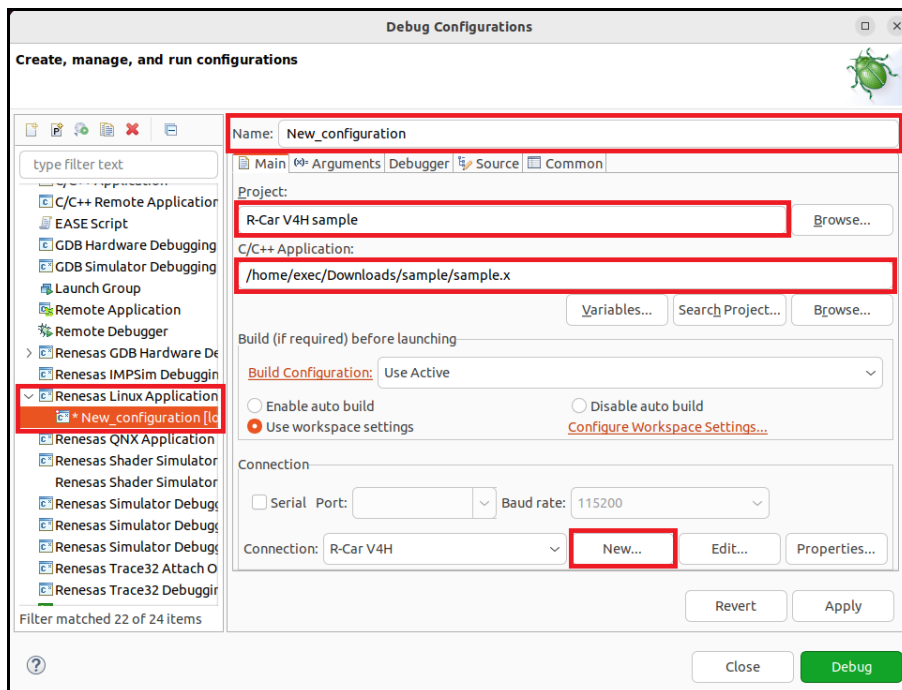 Debug Configurations
Create, manage, and run configurations
type filter text
C/C++ Application
C/C++ Remote Application
EASE Script
GDB Hardware Debugging
GDB Simulator Debugging
Launch Group
Remote Application
Remote Debugger
Renesas GDB Hardware De
Renesas IMPSim Debuggin
Renesas Linux Application
* New_configuration [lo
Renesas QNX Application
Renesas Shader Simulator
Renesas Shader Simulator
Renesas Simulator Debugg
Renesas Simulator Debugg
Renesas Simulator Debugg
Renesas Trace32 Attach O
Renesas Trace32 Debuggin
Filter matched 22 of 24 items
Name: New_configuration
Main (x)= Arguments Debugger Source Common
Project:
R-Car V4H sample Browse...
C/C++ Application:
/home/exec/Downloads/sample/sample.x
Variables... Search Project... Browse...
Build (if required) before launching
Build Configuration: Use Active
Enable auto build Disable auto build
Use workspace settings Configure Workspace Settings...
Connection
Serial Port: Baud rate: 115200
Connection: R-Car V4H New... Edit... Properties...
Revert Apply
Close Debug